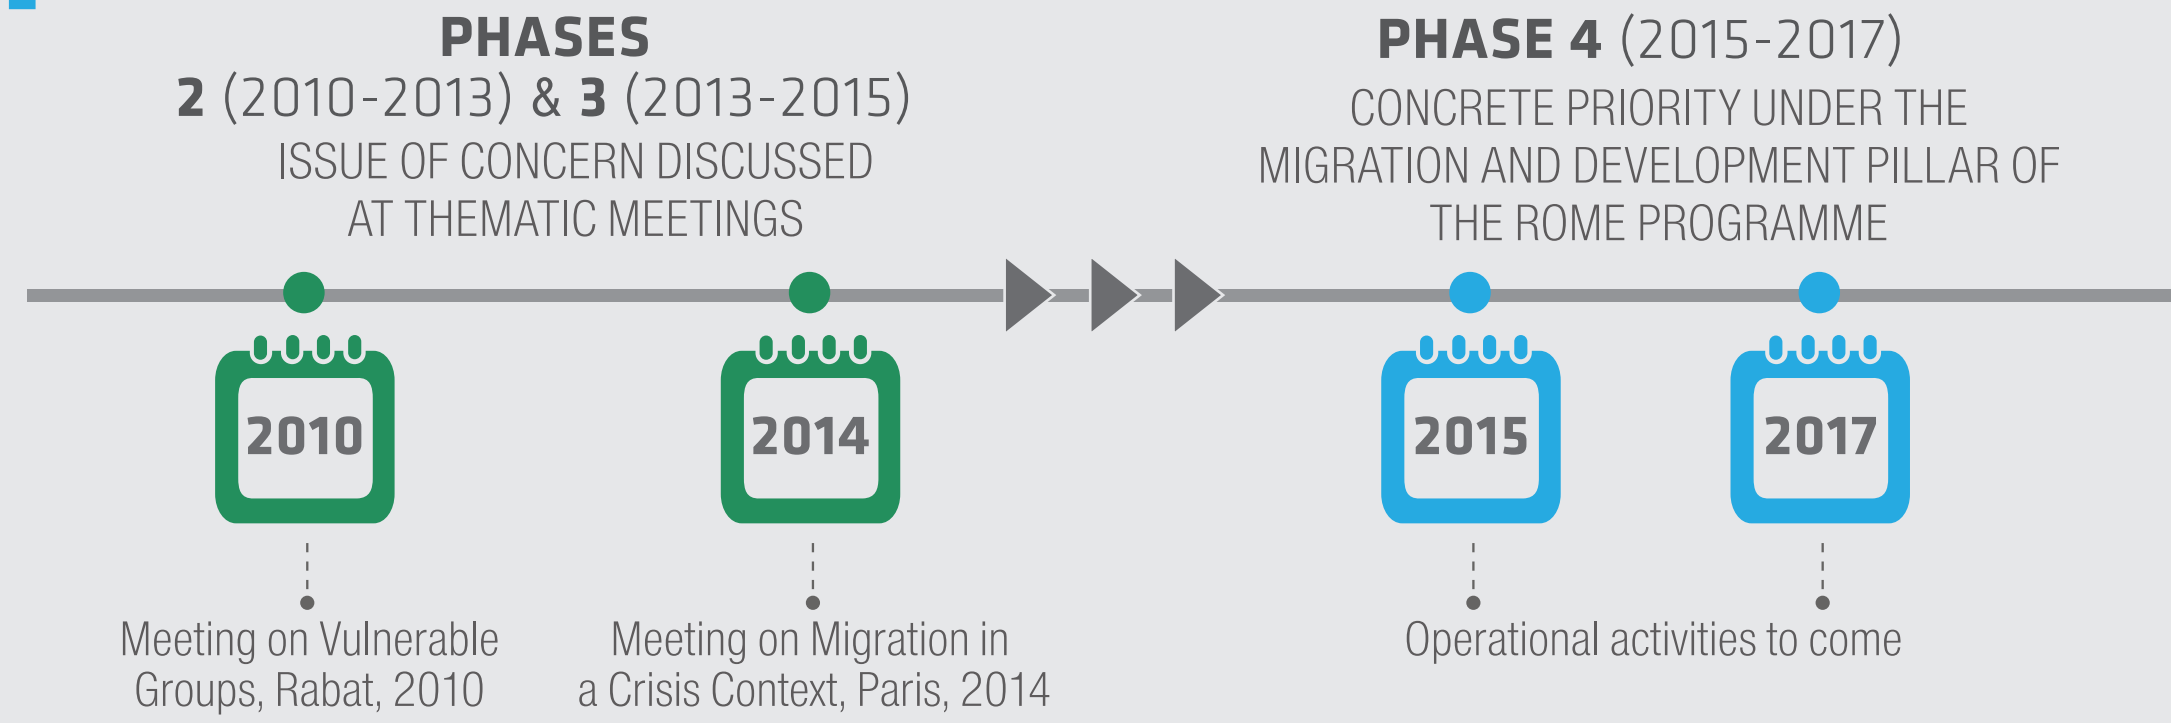 PHASES
2 (2010-2013) & 3 (2013-2015)
ISSUE OF CONCERN DISCUSSED
AT THEMATIC MEETINGS
PHASE 4 (2015-2017)
CONCRETE PRIORITY UNDER THE
MIGRATION AND DEVELOPMENT PILLAR OF
THE ROME PROGRAMME
2010
2014
2015
2017
Meeting on Vulnerable
Groups, Rabat, 2010
Meeting on Migration in
a Crisis Context, Paris, 2014
Operational activities to come